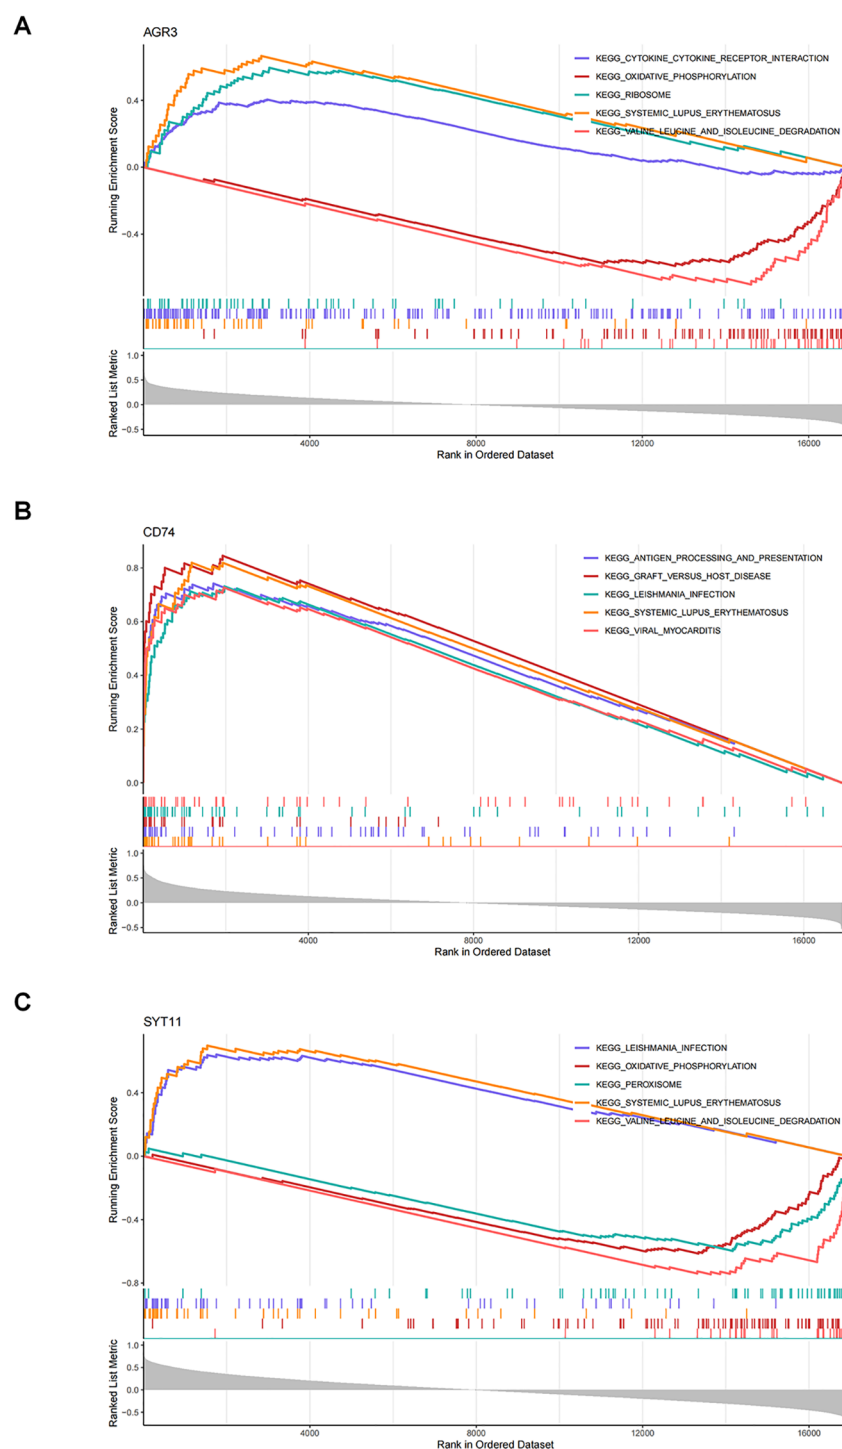 A
AGR3
KEGG_CYTOKINE_CYTOKINE_RECEPTOR_INTERACTION
KEGG_OXIDATIVE_PHOSPHORYLATION
KEGG_RIBOSOME
KEGG_SYSTEMIC_LUPUS_ERYTHEMATOSUS
KEGG_VALINE_LEUCINE_AND_ISOLEUCINE_DEGRADATION
Running Enrichment Score
0.4
0.0
−0.4
Ranked List Metric
1.0
0.5
0.0
−0.5
4000 8000 12000 16000
Rank in Ordered Dataset
B
CD74
KEGG_ANTIGEN_PROCESSING_AND_PRESENTATION
KEGG_GRAFT_VERSUS_HOST_DISEASE
KEGG_LEISHMANIA_INFECTION
KEGG_SYSTEMIC_LUPUS_ERYTHEMATOSUS
KEGG_VIRAL_MYOCARDITIS
Running Enrichment Score
0.8
0.6
0.4
0.2
0.0
Ranked List Metric
1.0
0.5
0.0
−0.5
4000 8000 12000 16000
Rank in Ordered Dataset
C
SYT11
KEGG_LEISHMANIA_INFECTION
KEGG_OXIDATIVE_PHOSPHORYLATION
KEGG_PEROXISOME
KEGG_SYSTEMIC_LUPUS_ERYTHEMATOSUS
KEGG_VALINE_LEUCINE_AND_ISOLEUCINE_DEGRADATION
Running Enrichment Score
0.4
0.0
−0.4
−0.8
Ranked List Metric
1.0
0.5
0.0
−0.5
4000 8000 12000 16000
Rank in Ordered Dataset